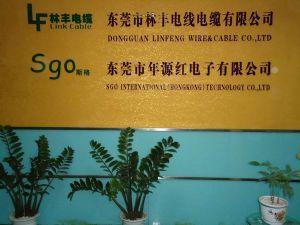 LF 林丰电缆
Link Cable
东莞市林丰电线电缆有限公司
DONGGUAN LINFENG WIRE&CABLE CO.,LTD
Sgo 斯格
东莞市年源红电子有限公司
SGO INTERNATIONAL(HONGKONG)TECHNOLOGY CO.,LTD